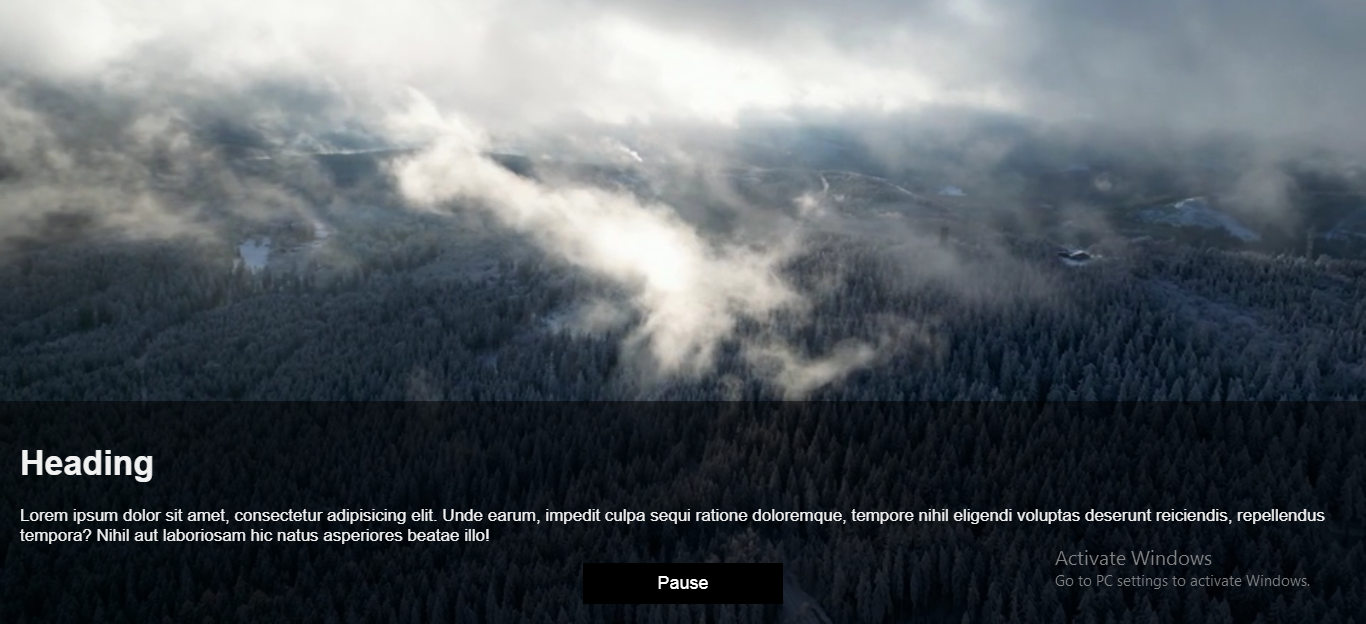 Heading
Lorem ipsum dolor sit amet, consectetur adipisicing elit. Unde earum, impedit culpa sequi ratione doloremque, tempore nihil eligendi voluptas deserunt reiciendis, repellendus
tempora? Nihil aut laboriosam hic natus asperiores beatae illo!
Activate Windows
Go to PC settings to activate Windows.
Pause